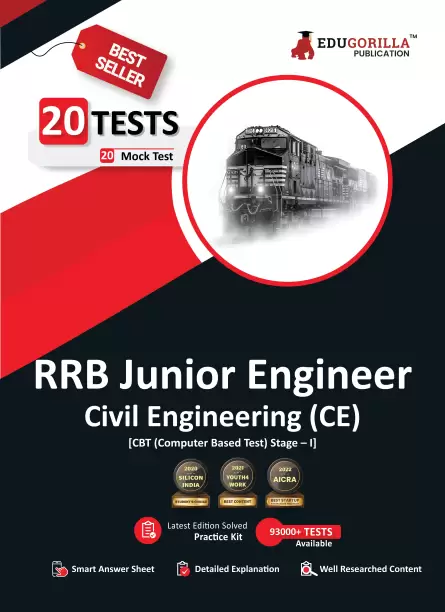 BEST
SELLER
EDUGORILLA™
PUBLICATION
20 TESTS
20 Mock Test
RRB Junior Engineer
Civil Engineering (CE)
[CBT (Computer Based Test) Stage – I]
2020
SILICON
INDIA
2021
YOUTH4
WORK
BEST CONTENT
2022
AICRA
BEST STARTUP
Latest Edition Solved
Practice Kit
93000+ TESTS
Available
Smart Answer Sheet
Detailed Explanation
Well Researched Content